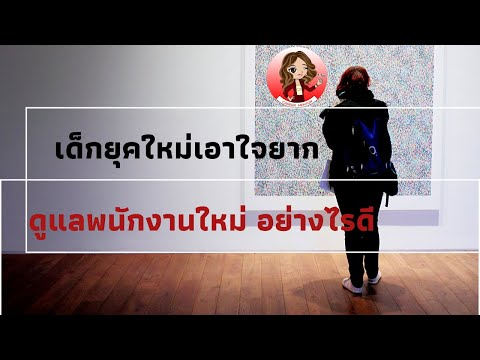 เด็กยุคใหม่เอาใจยาก
ดูแลพนักงานใหม่ อย่างไรดี